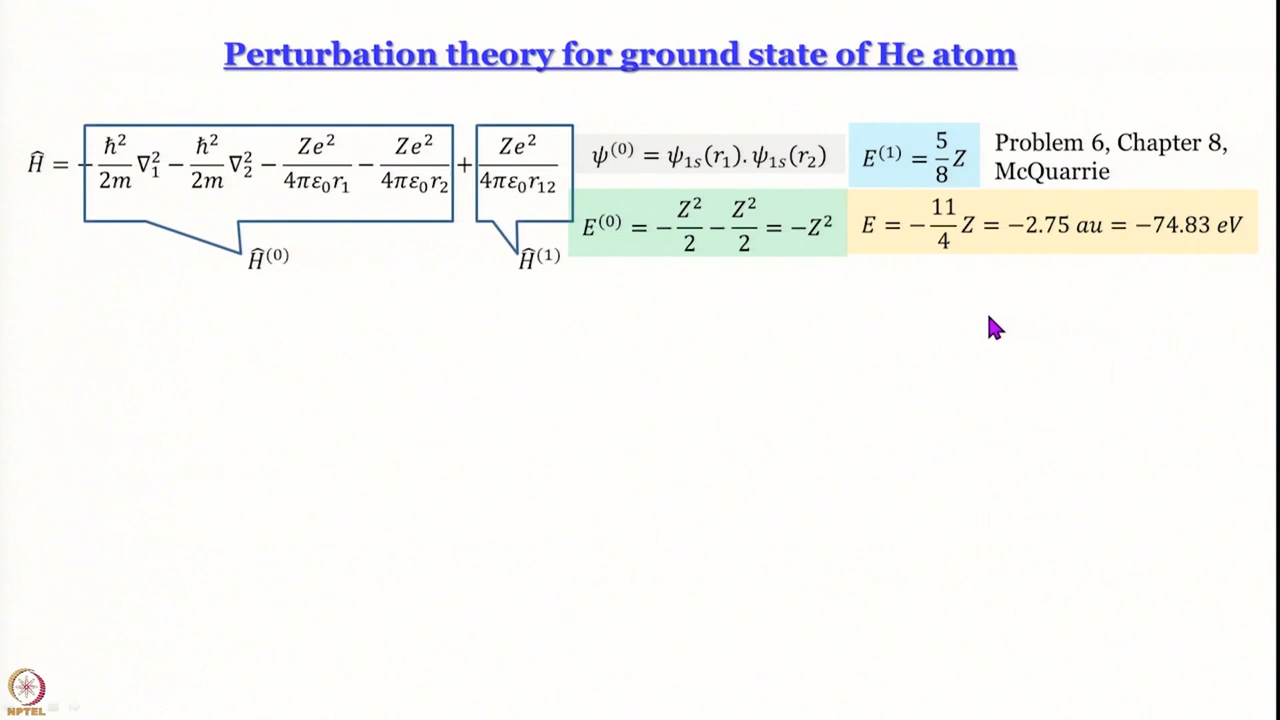 Perturbation theory for ground state of He atom
Ĥ = −ħ²/2m ∇₁² − ħ²/2m ∇₂² − Ze²/4πε₀r₁ − Ze²/4πε₀r₂ + Ze²/4πε₀r₁₂
Ĥ⁽⁰⁾
Ĥ⁽¹⁾
ψ⁽⁰⁾ = ψ₁ₛ(r₁). ψ₁ₛ(r₂)
E⁽⁰⁾ = −Z²/2 − Z²/2 = −Z²
E⁽¹⁾ = 5/8 Z
Problem 6, Chapter 8,
McQuarrie
E = −11/4 Z = −2.75 au = −74.83 eV
NPTEL